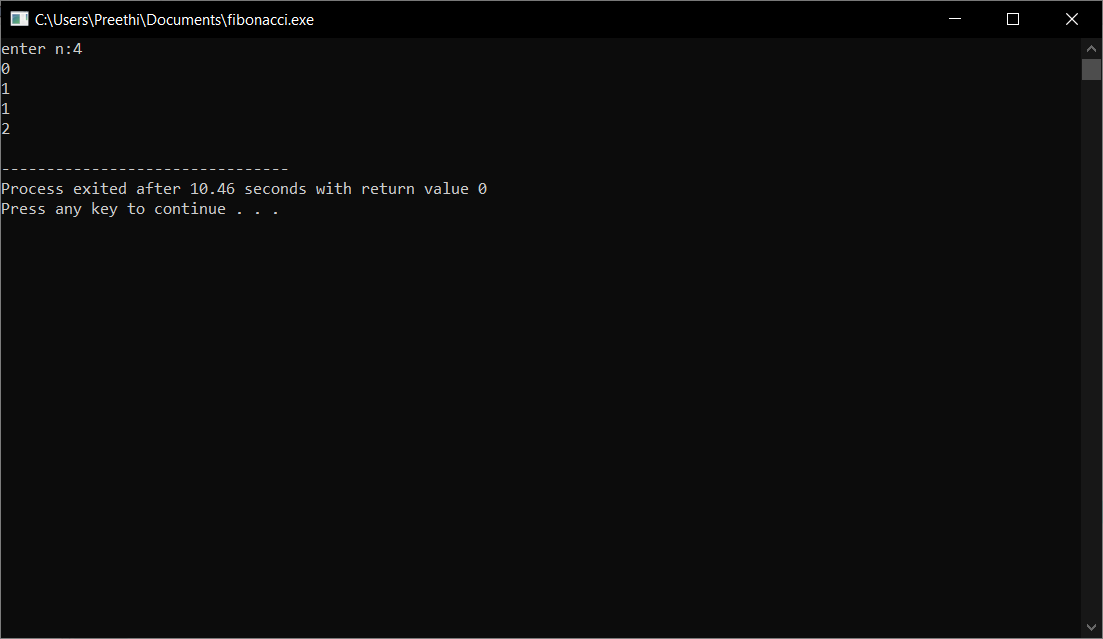 C:\Users\Preethi\Documents\fibonacci.exe
enter n:4
0
1
1
2
--------------------------------
Process exited after 10.46 seconds with return value 0
Press any key to continue . . .